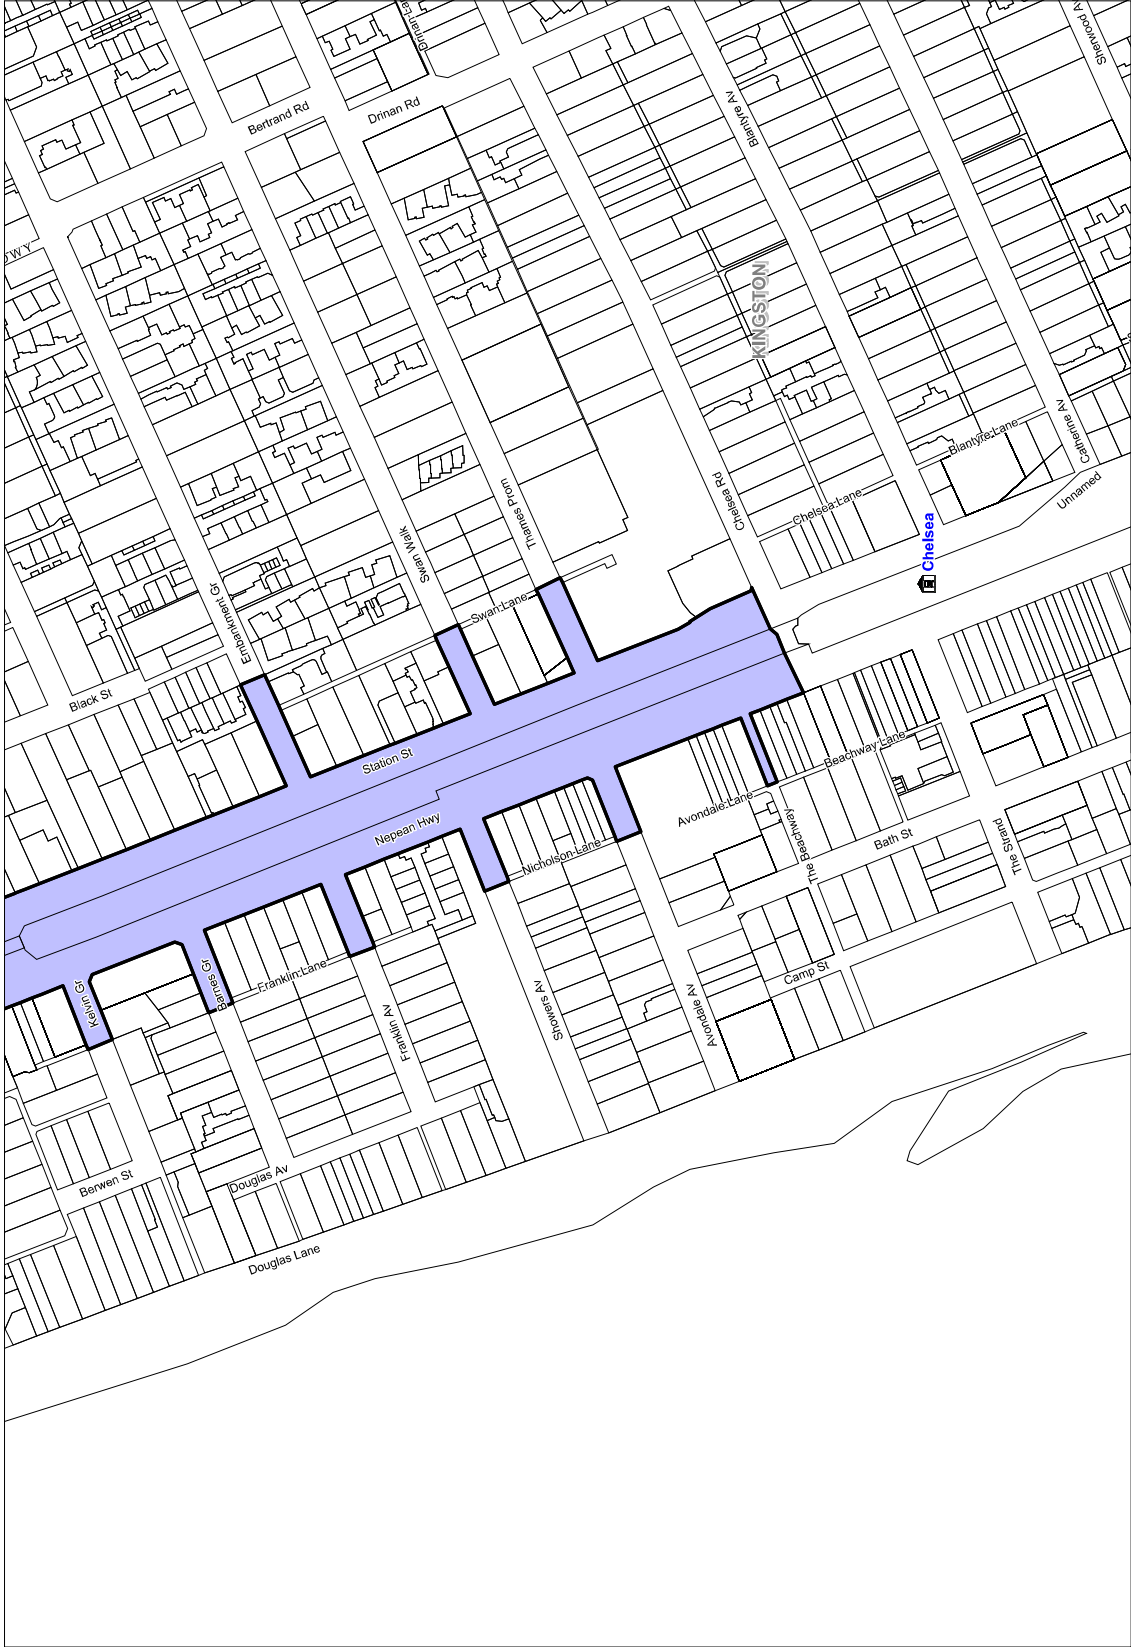 Drinan La
Sherwood Av
Bertrand Rd
Drinan Rd
Blantyre Av
WY
KINGSTON
Blantyre Lane
Catherine Av
Chelsea Rd
Chelsea Lane
Unnamed
Thames Prom
Swan Walk
Chelsea
Embankment Gr
Swan Lane
Black St
Station St
Nepean Hwy
Beachway Lane
Avondale Lane
The Beachway
Bath St
The Strand
Nicholson Lane
Franklin Lane
Barnes Gr
Kelvin Gr
Camp St
Showers Av
Franklin Av
Avondale Av
Berwen St
Douglas Av
Douglas Lane